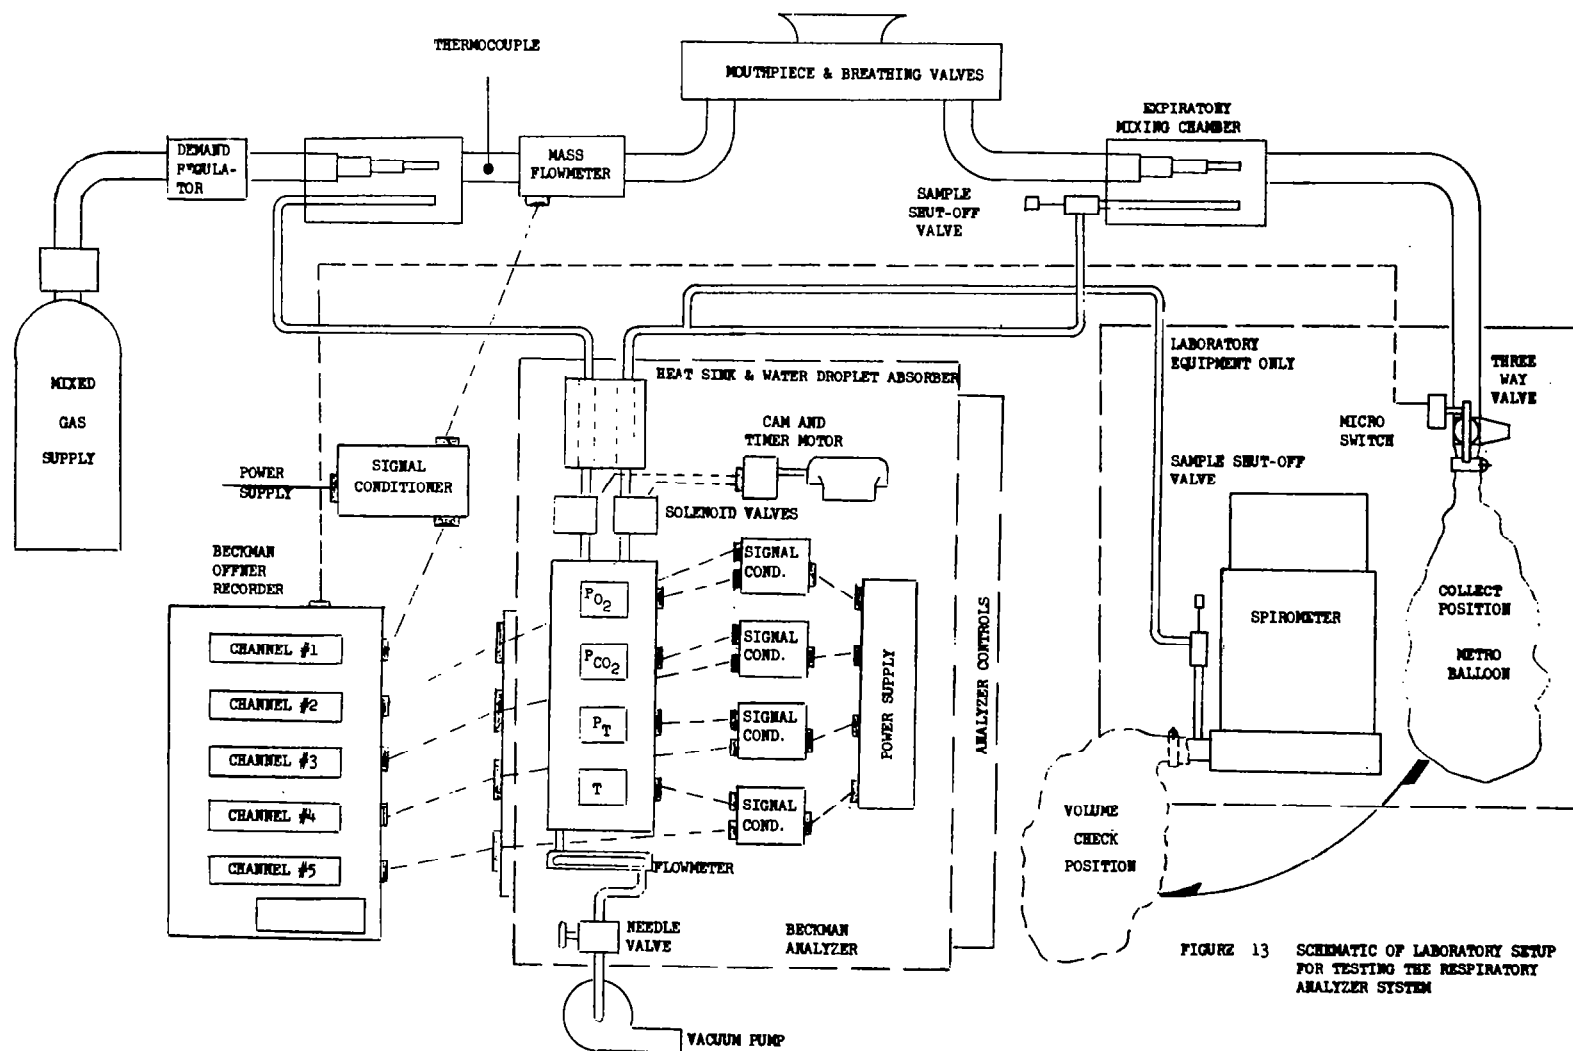 THERMOCOUPLE
MOUTHPIECE & BREATHING VALVES
EXPIRATORY
MIXING CHAMBER
DEMAND
REGULA-
TOR
MASS
FLOWMETER
SAMPLE
SHUT-OFF
VALVE
MIXED
GAS
SUPPLY
LABORATORY
EQUIPMENT ONLY
THREE
WAY
VALVE
HEAT SINK & WATER DROPLET ABSORBER
MICRO
SWITCH
CAM AND
TIMER MOTOR
POWER
SUPPLY
SIGNAL
CONDITIONER
SAMPLE SHUT-OFF
VALVE
SOLENOID VALVES
BECKMAN
OFFNER
RECORDER
SIGNAL
COND.
PO2
COLLECT
POSITION
METRO
BALLOON
SPIROMETER
CHANNEL #1
SIGNAL
COND.
PCO2
CHANNEL #2
POWER SUPPLY
ANALYZER CONTROLS
SIGNAL
COND.
PT
CHANNEL #3
T
SIGNAL
COND.
CHANNEL #4
VOLUME
CHECK
POSITION
CHANNEL #5
FLOWMETER
NEEDLE
VALVE
BECKMAN
ANALYZER
VACUUM PUMP
FIGURE 13 SCHEMATIC OF LABORATORY SETUP
FOR TESTING THE RESPIRATORY
ANALYZER SYSTEM